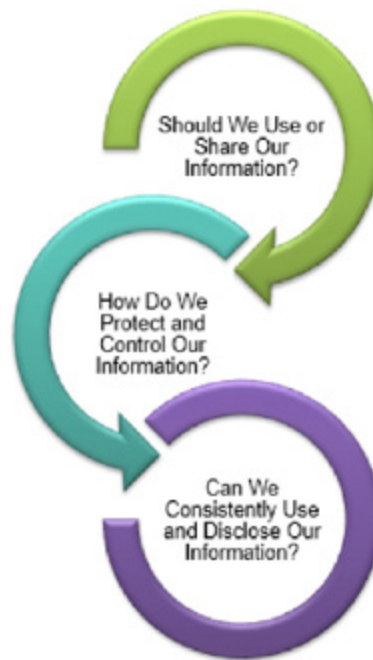 Should We Use or
Share Our
Information?
How Do We
Protect and
Control Our
Information?
Can We
Consistently Use
and Disclose Our
Information?